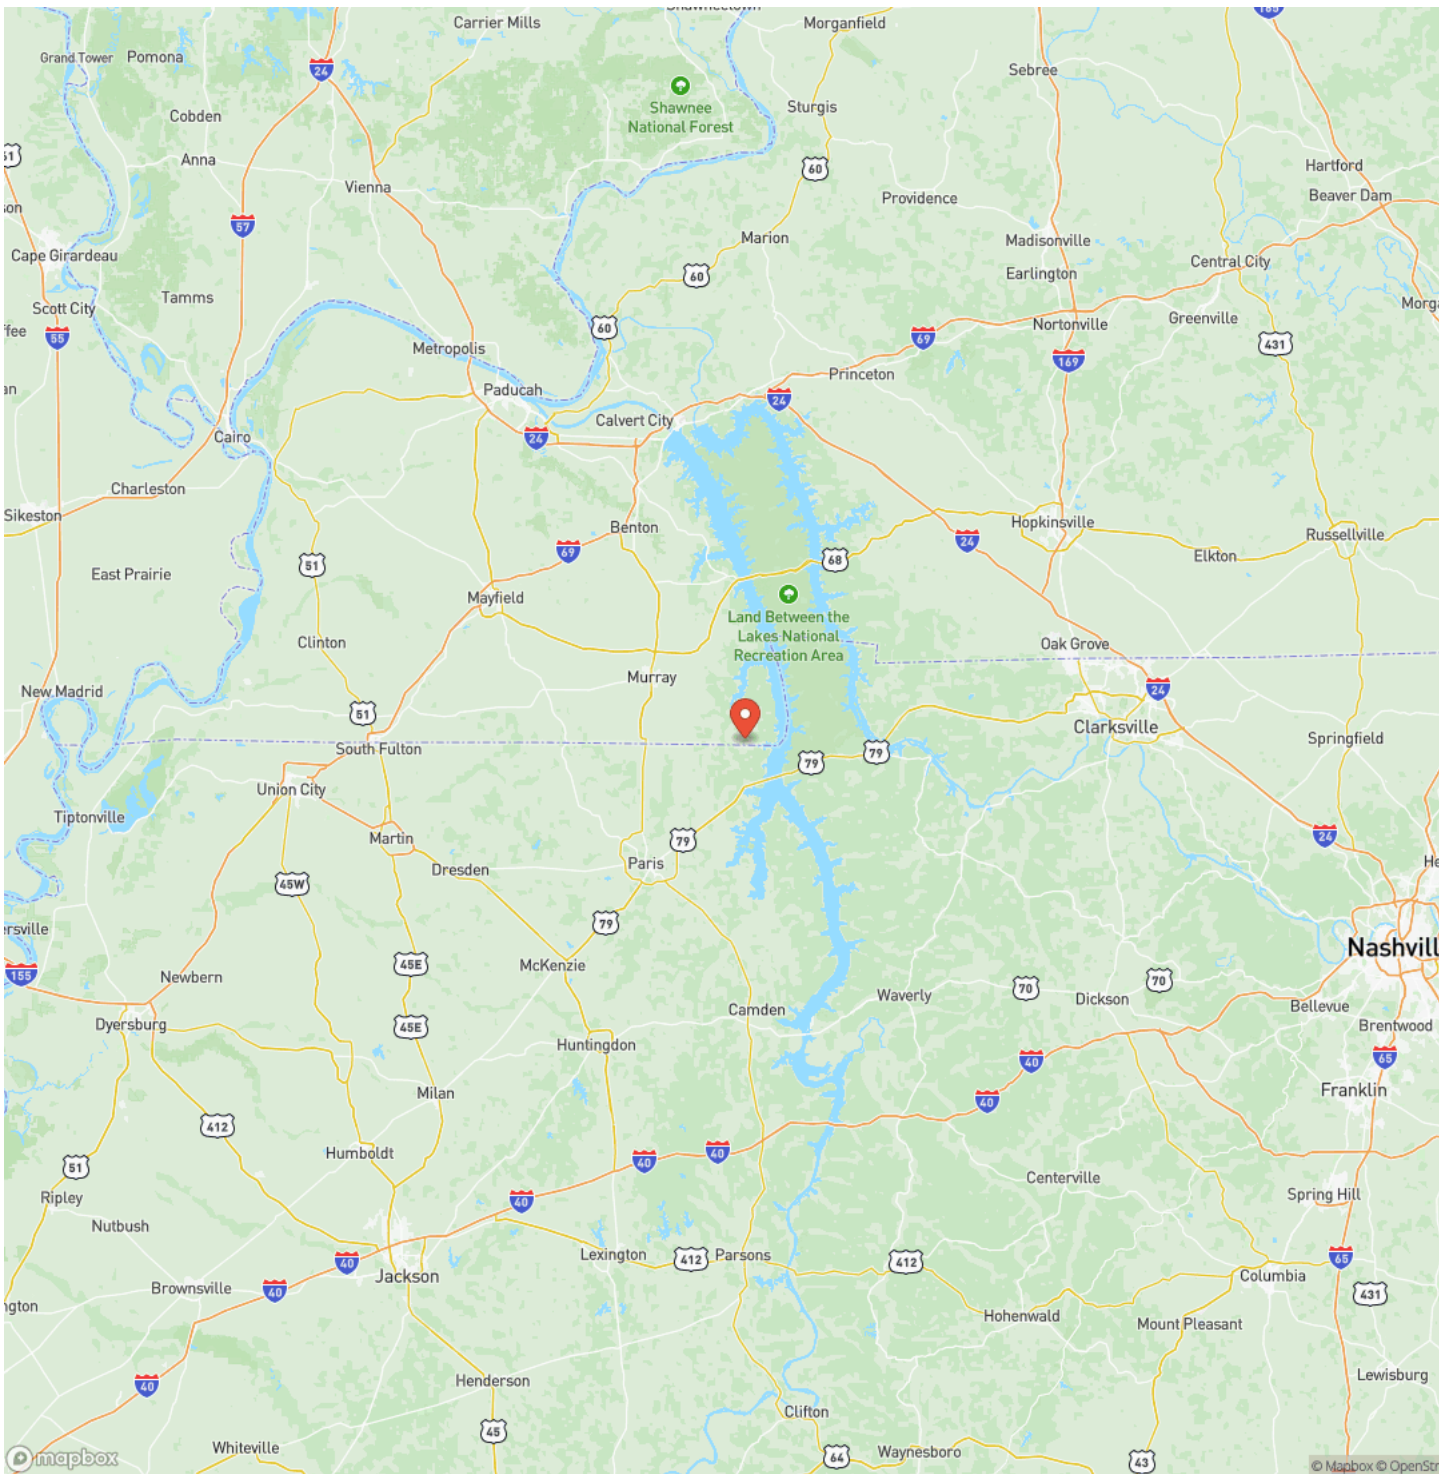 Shawneetown
Carrier Mills
Morganfield
165
Grand Tower
Pomona
24
Sebree
Shawnee
National Forest
Sturgis
Cobden
Anna
60
Hartford
Vienna
Providence
Beaver Dam
57
Marion
Madisonville
Cape Girardeau
60
Earlington
Central City
Tamms
Scott City
55
60
Metropolis
69
Nortonville
Greenville
431
169
Princeton
Paducah
24
Calvert City
Cairo
24
Charleston
Sikeston
Benton
Hopkinsville
24
Russellville
69
51
68
Elkton
East Prairie
Mayfield
Land Between the
Lakes National
Recreation Area
Clinton
Oak Grove
Murray
New Madrid
24
51
Clarksville
South Fulton
79
79
Springfield
Union City
Tiptonville
Martin
79
24
Paris
Dresden
45W
79
ersville
Nashvill
155
45E
McKenzie
Newbern
Waverly
70
70
Dickson
Camden
Bellevue
Dyersburg
45E
Brentwood
Huntingdon
40
65
Milan
40
Franklin
412
Humboldt
40
40
51
Centerville
Ripley
40
Spring Hill
Nutbush
40
Lexington
412
Parsons
412
65
Jackson
Columbia
Brownsville
40
431
ngton
Hohenwald
Mount Pleasant
40
Henderson
Lewisburg
Clifton
45
Whiteville
64
Waynesboro
43
mapbox
© Mapbox © OpenStr